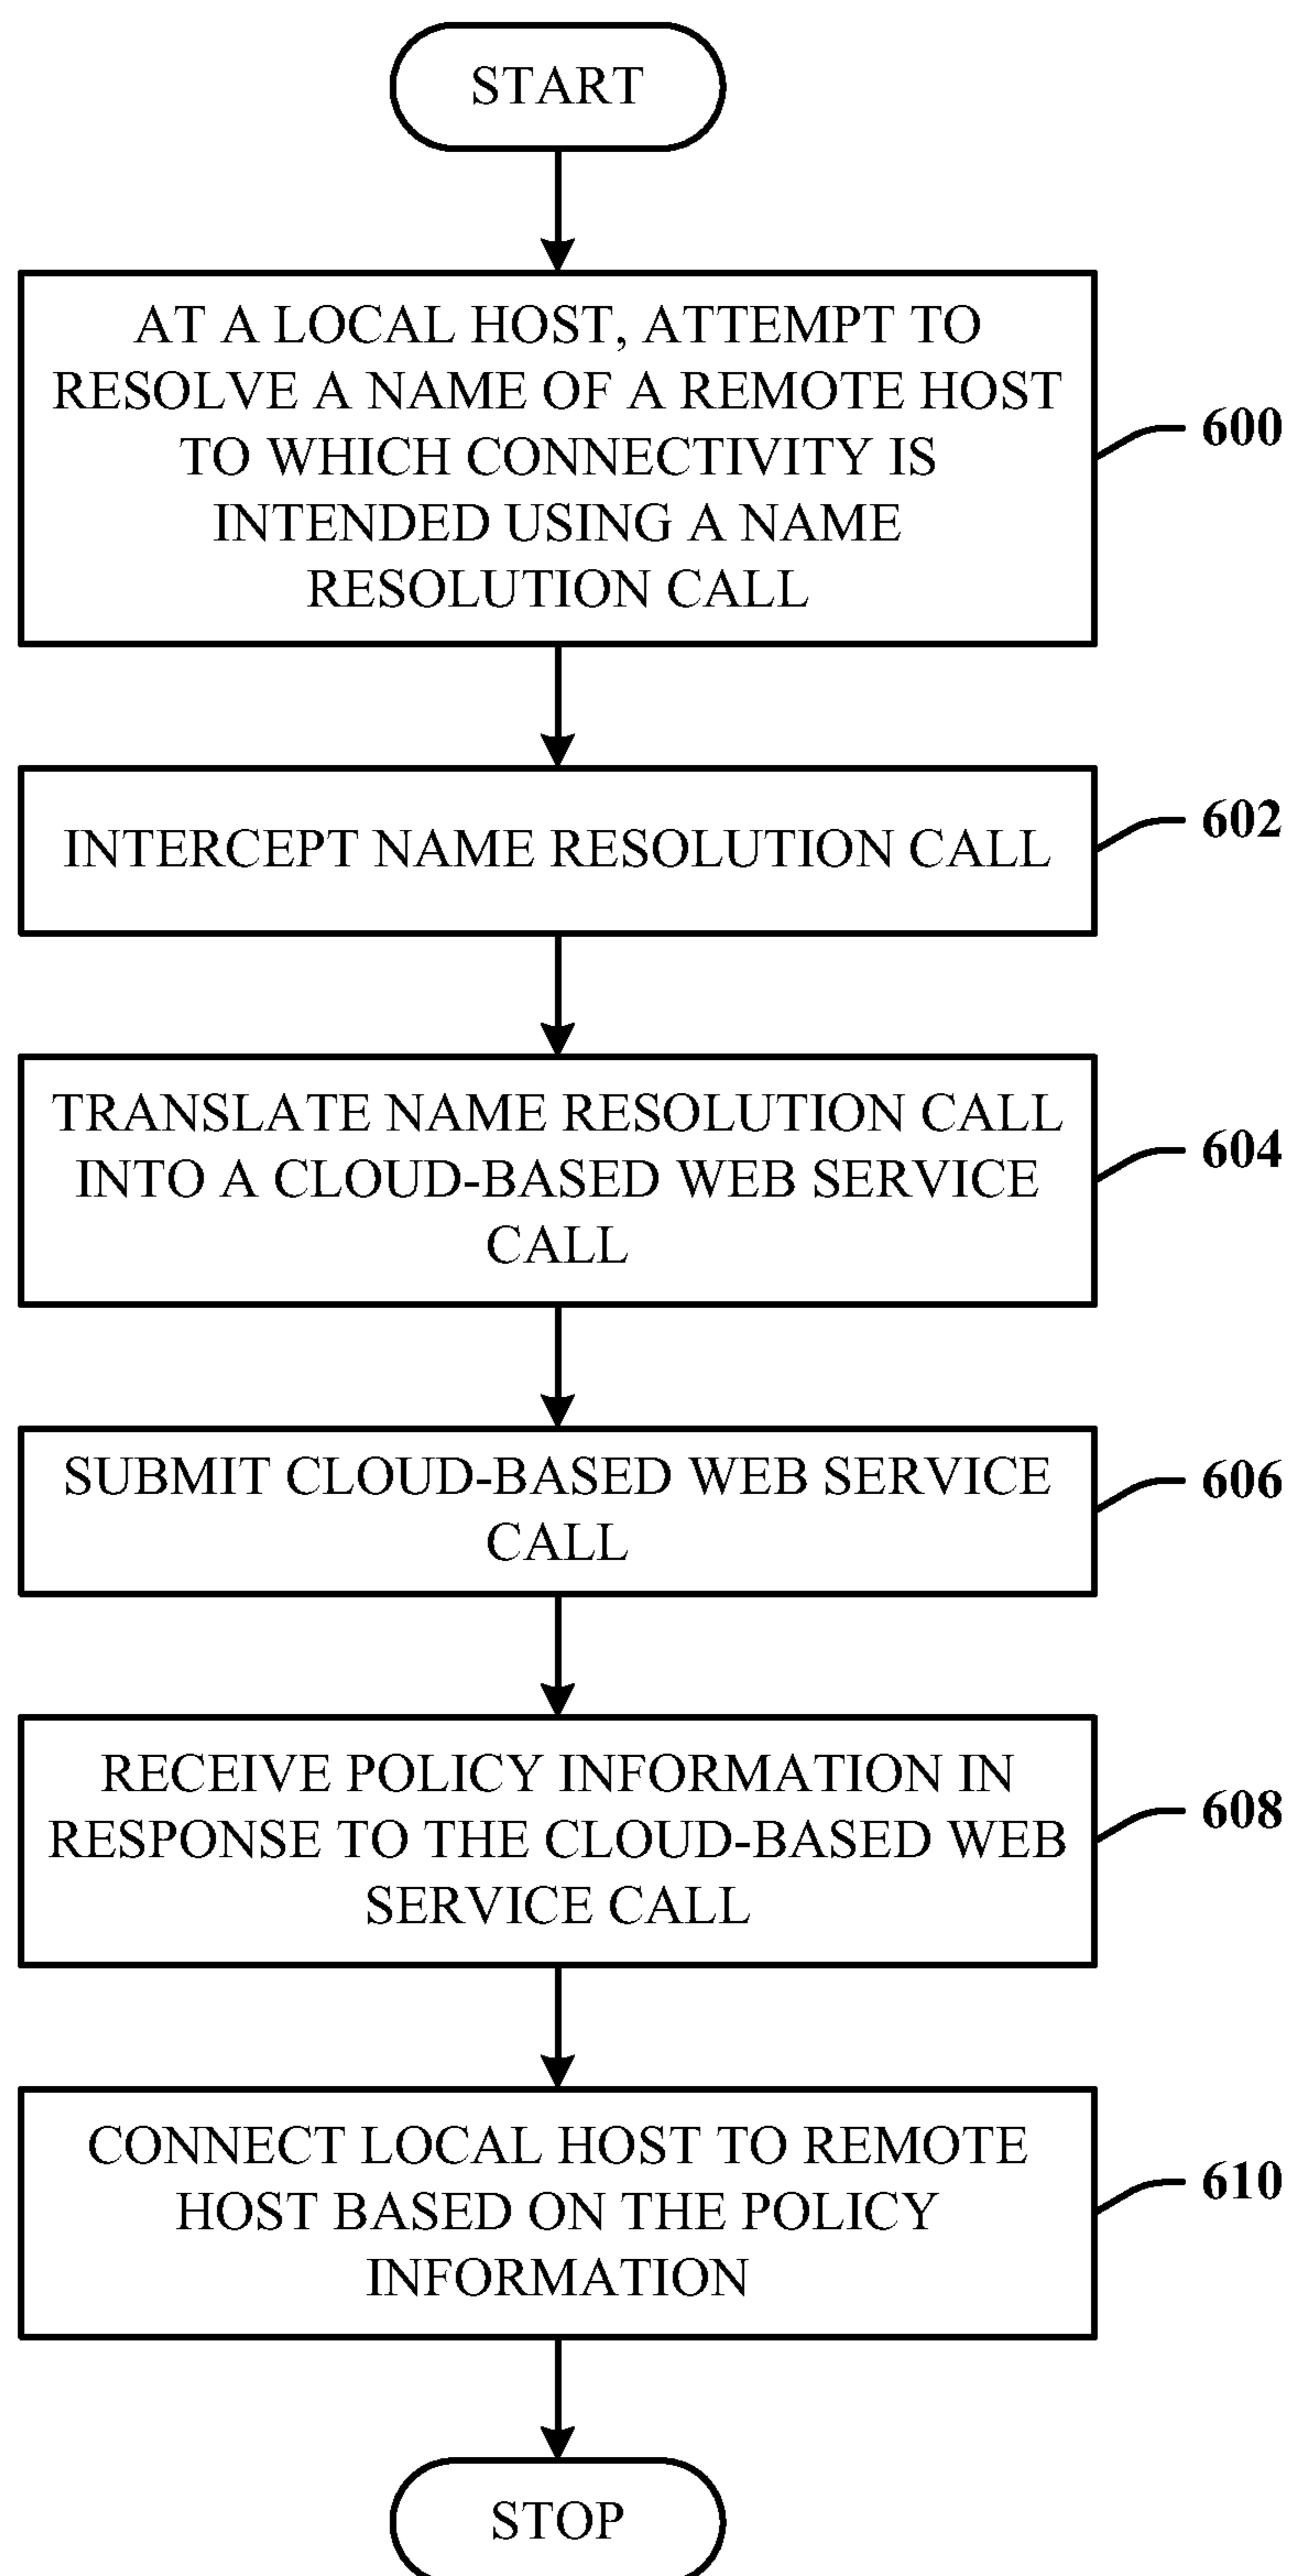 START
AT A LOCAL HOST, ATTEMPT TO
RESOLVE A NAME OF A REMOTE HOST
TO WHICH CONNECTIVITY IS
INTENDED USING A NAME
RESOLUTION CALL
600
INTERCEPT NAME RESOLUTION CALL
602
TRANSLATE NAME RESOLUTION CALL
INTO A CLOUD-BASED WEB SERVICE
CALL
604
SUBMIT CLOUD-BASED WEB SERVICE
CALL
606
RECEIVE POLICY INFORMATION IN
RESPONSE TO THE CLOUD-BASED WEB
SERVICE CALL
608
CONNECT LOCAL HOST TO REMOTE
HOST BASED ON THE POLICY
INFORMATION
610
STOP